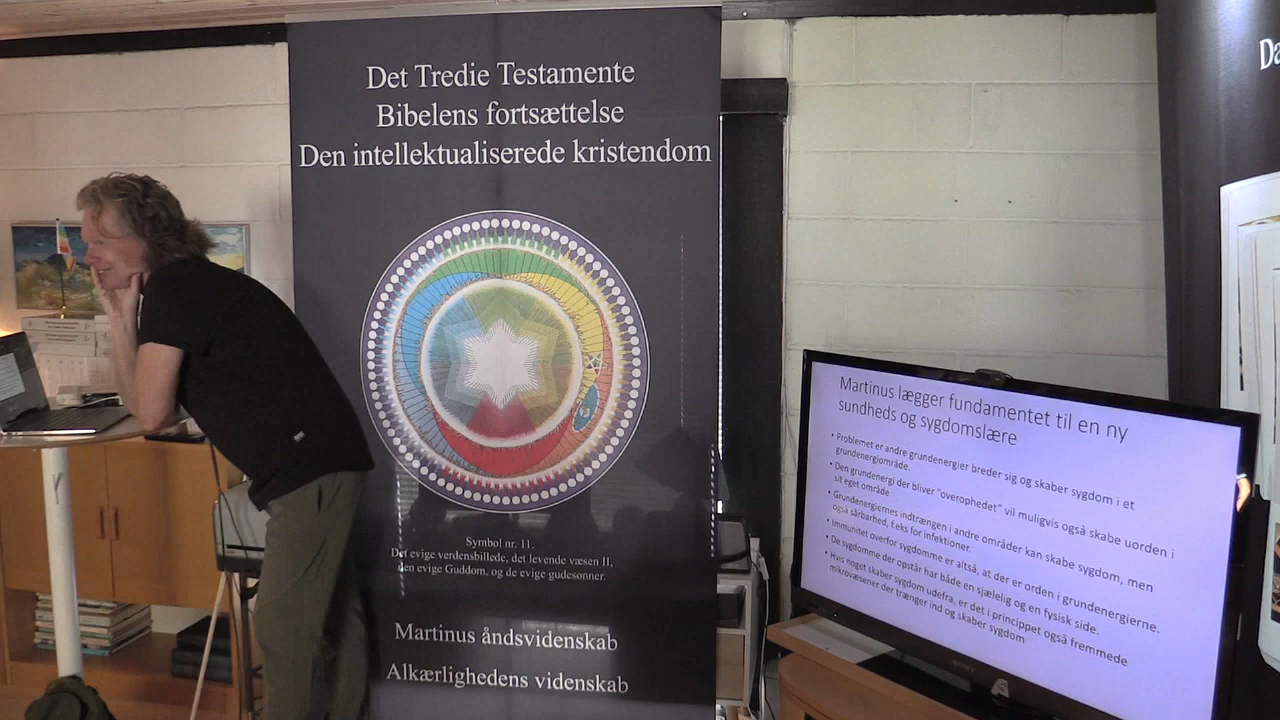 Det Tredie Testamente
Bibelens fortsættelse
Den intellektualiserede kristendom
Symbol nr. 11.
Det evige verdensbillede, det levende væsen II,
den evige Guddom, og de evige gudesønner.
Martinus åndsvidenskab
Alkærlighedens videnskab
Martinus lægger fundamentet til en ny
sundheds og sygdomslære
• Problemet er andre grundenergier breder sig og skaber sygdom i et
grundenergiområde.
• Den grundenergi der bliver "overophedet" vil muligvis også skabe uorden i
sit eget område
• Grundenergiernes indtrængen i andre områder kan skabe sygdom, men
også sårbarhed, f.eks for infektioner.
• Immunitet overfor sygdomme er altså, at der er orden i grundenergierne.
• De sygdomme der opstår har både en sjælelig og en fysisk side.
• Hvis noget skaber sygdom udefra, er det i princippet også fremmede
mikrovæsener der trænger ind og skaber sygdom
SONY
Da